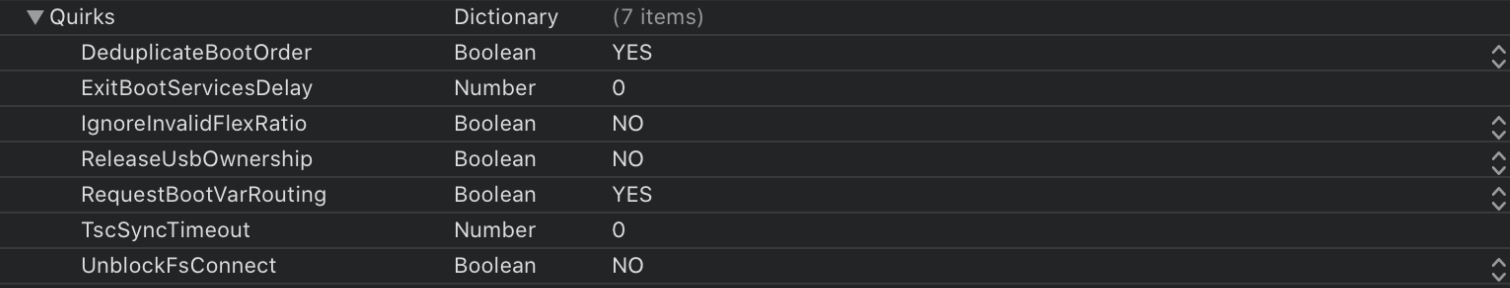 Quirks Dictionary (7 items)
DeduplicateBootOrder Boolean YES
ExitBootServicesDelay Number 0
IgnoreInvalidFlexRatio Boolean NO
ReleaseUsbOwnership Boolean NO
RequestBootVarRouting Boolean YES
TscSyncTimeout Number 0
UnblockFsConnect Boolean NO